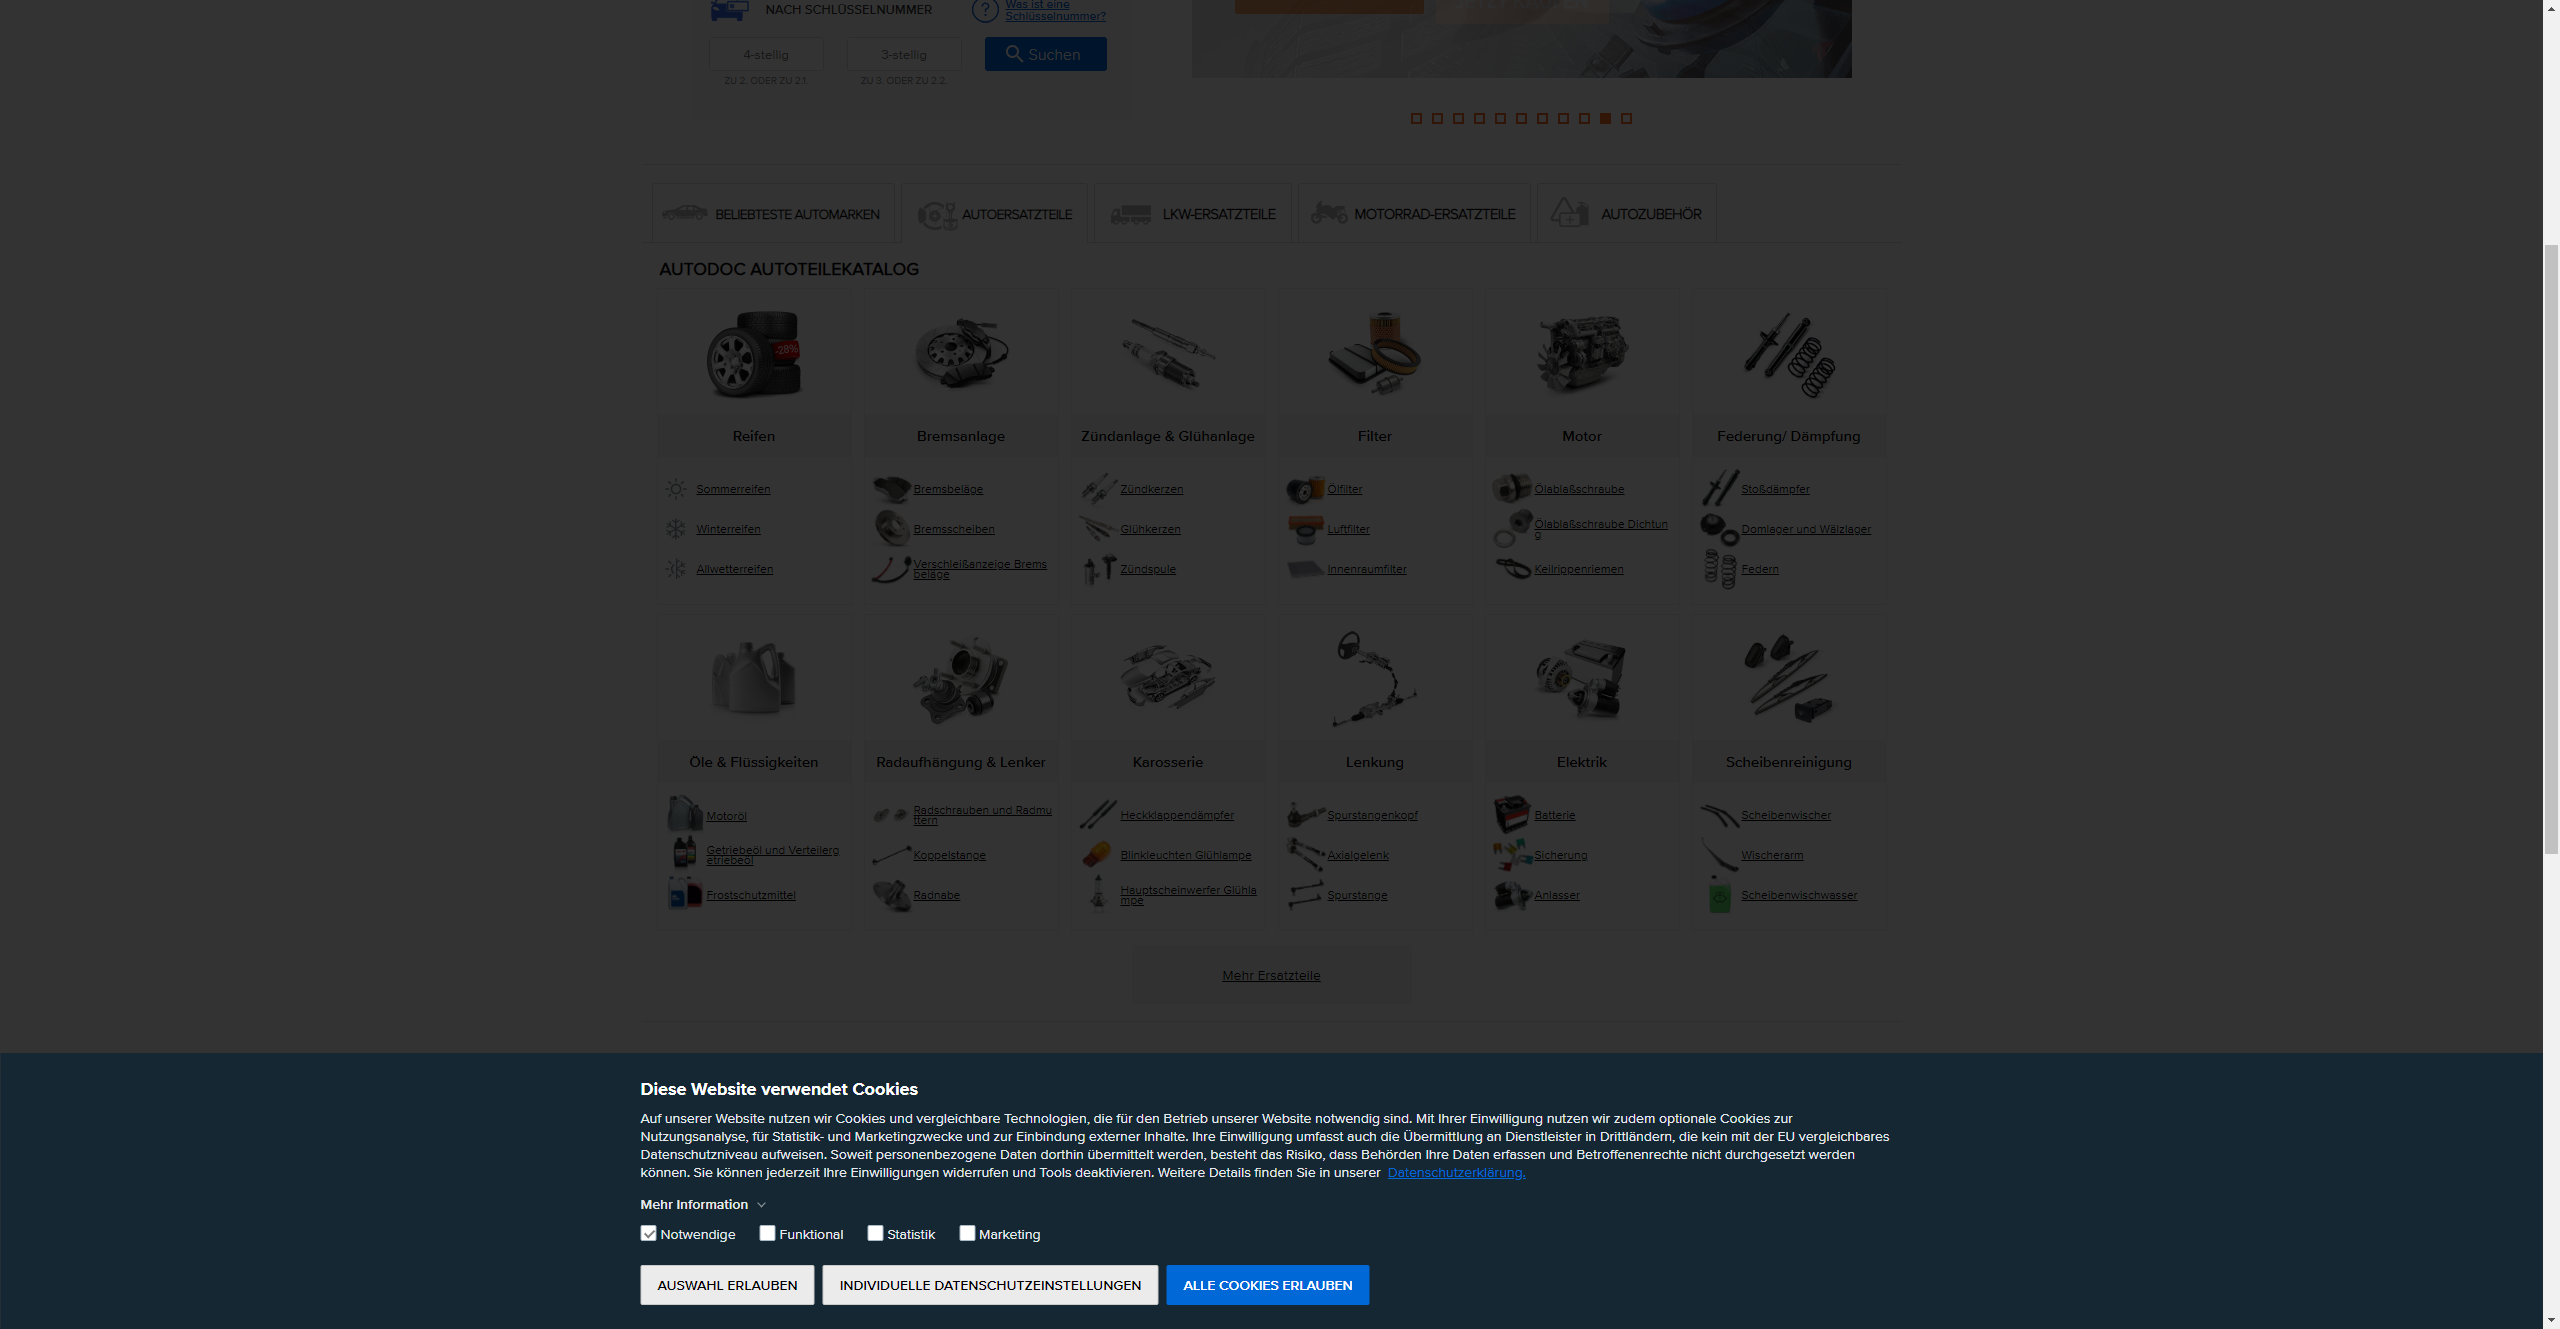 NACH SCHLÜSSELNUMMER
Was ist eine
Schlüsselnummer?
4-stellig
3-stellig
Suchen
ZU 2. ODER ZU 2.1.
ZU 3. ODER ZU 2.2.
BELIEBTESTE AUTOMARKEN
AUTOERSATZTEILE
LKW-ERSATZTEILE
MOTORRAD-ERSATZTEILE
AUTOZUBEHÖR
AUTODOC AUTOTEILEKATALOG
-28%
Reifen
Bremsanlage
Zündanlage & Glühanlage
Filter
Motor
Federung/ Dämpfung
Sommerreifen
Winterreifen
Allwetterreifen
Bremsbeläge
Bremsscheiben
Verschleißanzeige Brems
beläge
Zündkerzen
Glühkerzen
Zündspule
Ölfilter
Luftfilter
Innenraumfilter
Ölablaßschraube
Ölablaßschraube Dichtun
g
Keilrippenriemen
Stoßdämpfer
Domlager und Wälzlager
Federn
Öle & Flüssigkeiten
Radaufhängung & Lenker
Karosserie
Lenkung
Elektrik
Scheibenreinigung
Motoröl
Getriebeöl und Verteilerg
etriebeöl
Frostschutzmittel
Radschrauben und Radmu
ttern
Koppelstange
Radnabe
Heckklappendämpfer
Blinkleuchten Glühlampe
Hauptscheinwerfer Glühla
mpe
Spurstangenkopf
Axialgelenk
Spurstange
Batterie
Sicherung
Anlasser
Scheibenwischer
Wischerarm
Scheibenwischwasser
Mehr Ersatzteile
Diese Website verwendet Cookies
Auf unserer Website nutzen wir Cookies und vergleichbare Technologien, die für den Betrieb unserer Website notwendig sind. Mit Ihrer Einwilligung nutzen wir zudem optionale Cookies zur
Nutzungsanalyse, für Statistik- und Marketingzwecke und zur Einbindung externer Inhalte. Ihre Einwilligung umfasst auch die Übermittlung an Dienstleister in Drittländern, die kein mit der EU vergleichbares
Datenschutzniveau aufweisen. Soweit personenbezogene Daten dorthin übermittelt werden, besteht das Risiko, dass Behörden Ihre Daten erfassen und Betroffenenrechte nicht durchgesetzt werden
können. Sie können jederzeit Ihre Einwilligungen widerrufen und Tools deaktivieren. Weitere Details finden Sie in unserer Datenschutzerklärung.
Mehr Information
Notwendige
Funktional
Statistik
Marketing
AUSWAHL ERLAUBEN
INDIVIDUELLE DATENSCHUTZEINSTELLUNGEN
ALLE COOKIES ERLAUBEN